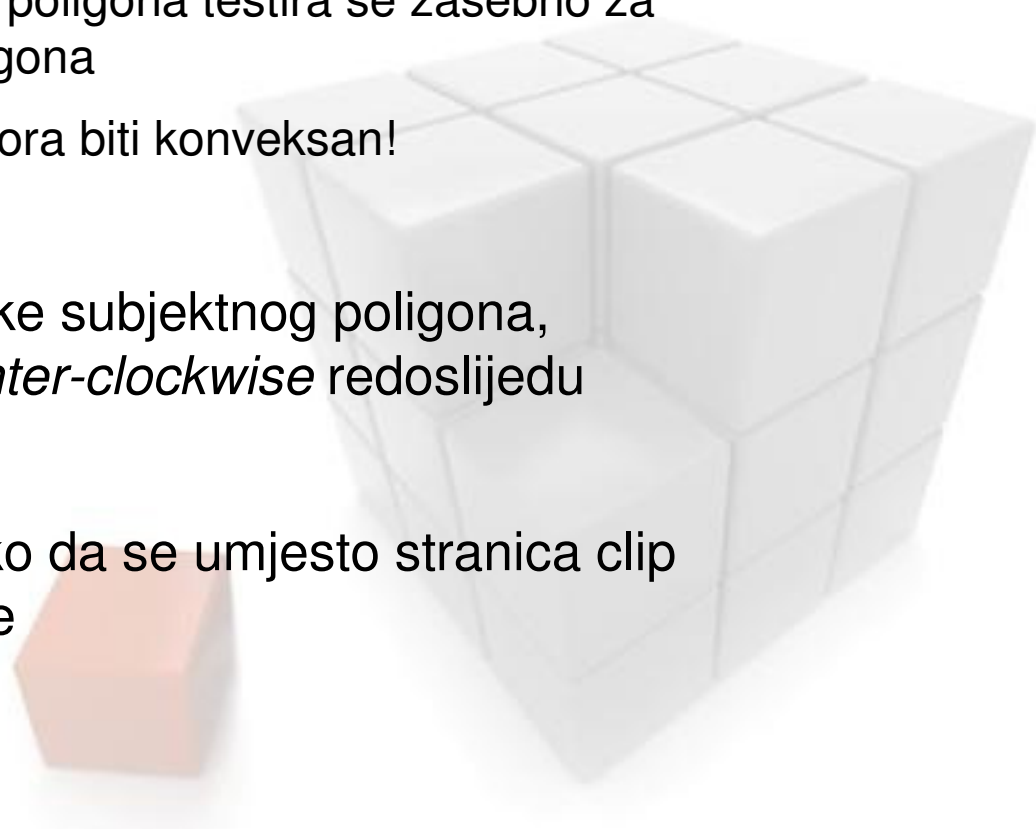 poligona testira se zasebno za
gona
ora biti konveksan!
ke subjektnog poligona,
nter-clockwise redoslijedu
ko da se umjesto stranica clip
e